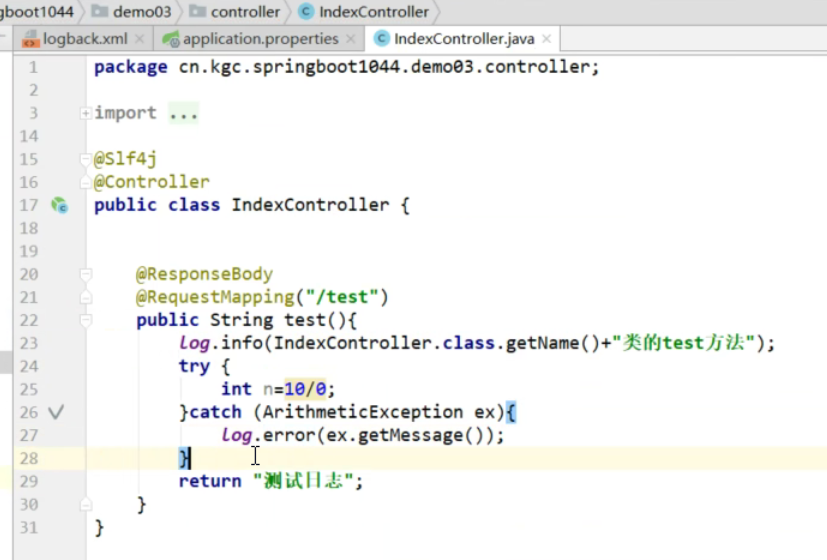 gboot1044 demo03 controller IndexController
logback.xml application.properties IndexController.java
1 package cn.kgc.springboot1044.demo03.controller;
2
3 import ...
14
15 @Slf4j
16 @Controller
17 public class IndexController {
18
19
20 @ResponseBody
21 @RequestMapping("/test")
22 public String test(){
23 log.info(IndexController.class.getName()+"类的test方法");
24 try {
25 int n=10/0;
26 }catch (ArithmeticException ex){
27 log.error(ex.getMessage());
28 }
29 return "测试日志";
30 }
31 }